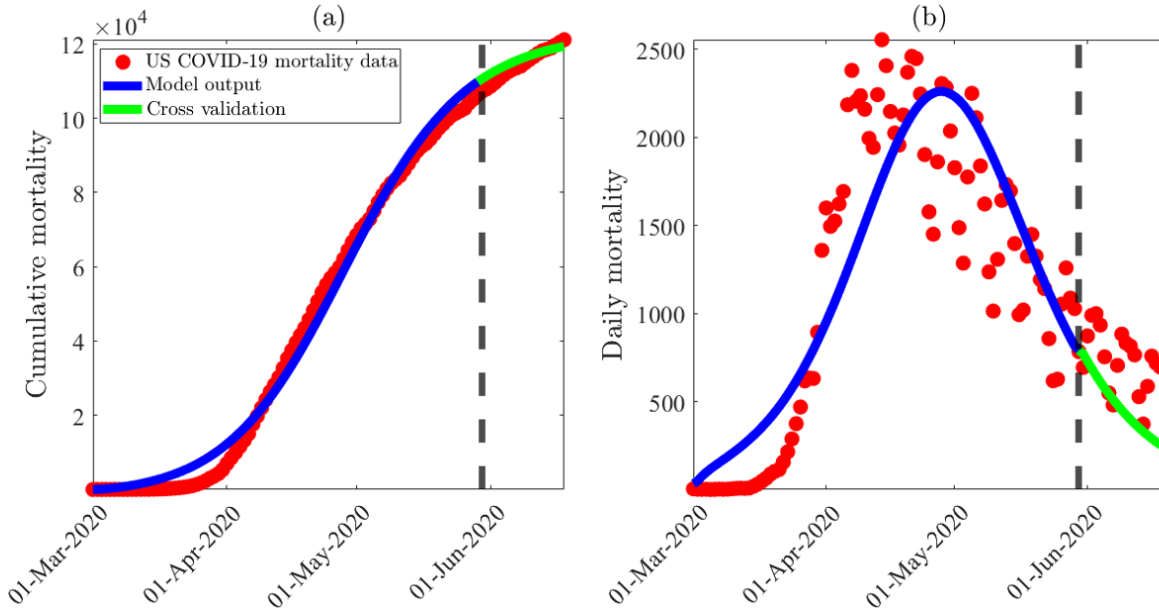 (a)
×10⁴
12
10
8
6
4
2
Cumulative mortality
US COVID-19 mortality data
Model output
Cross validation
01-Mar-2020
01-Apr-2020
01-May-2020
01-Jun-2020
(b)
2500
2000
1500
1000
500
Daily mortality
01-Mar-2020
01-Apr-2020
01-May-2020
01-Jun-2020